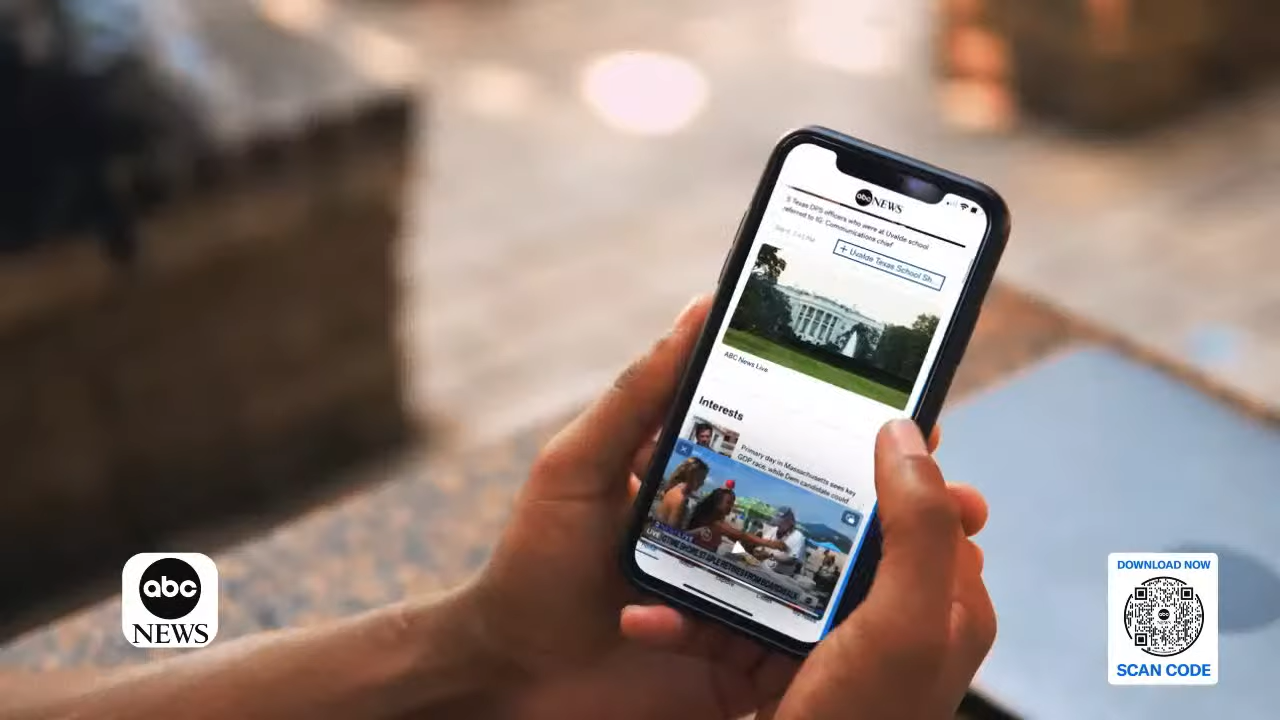 abc NEWS
5 Texas DPS officers who were at Uvalde school
referred to IG: Communications chief
+ Uvalde Texas School Sh...
ABC News Live
Interests
Primary day in Massachusetts sees key
GOP race, while Dem candidate could
LIVE
abc
NEWS
DOWNLOAD NOW
SCAN CODE